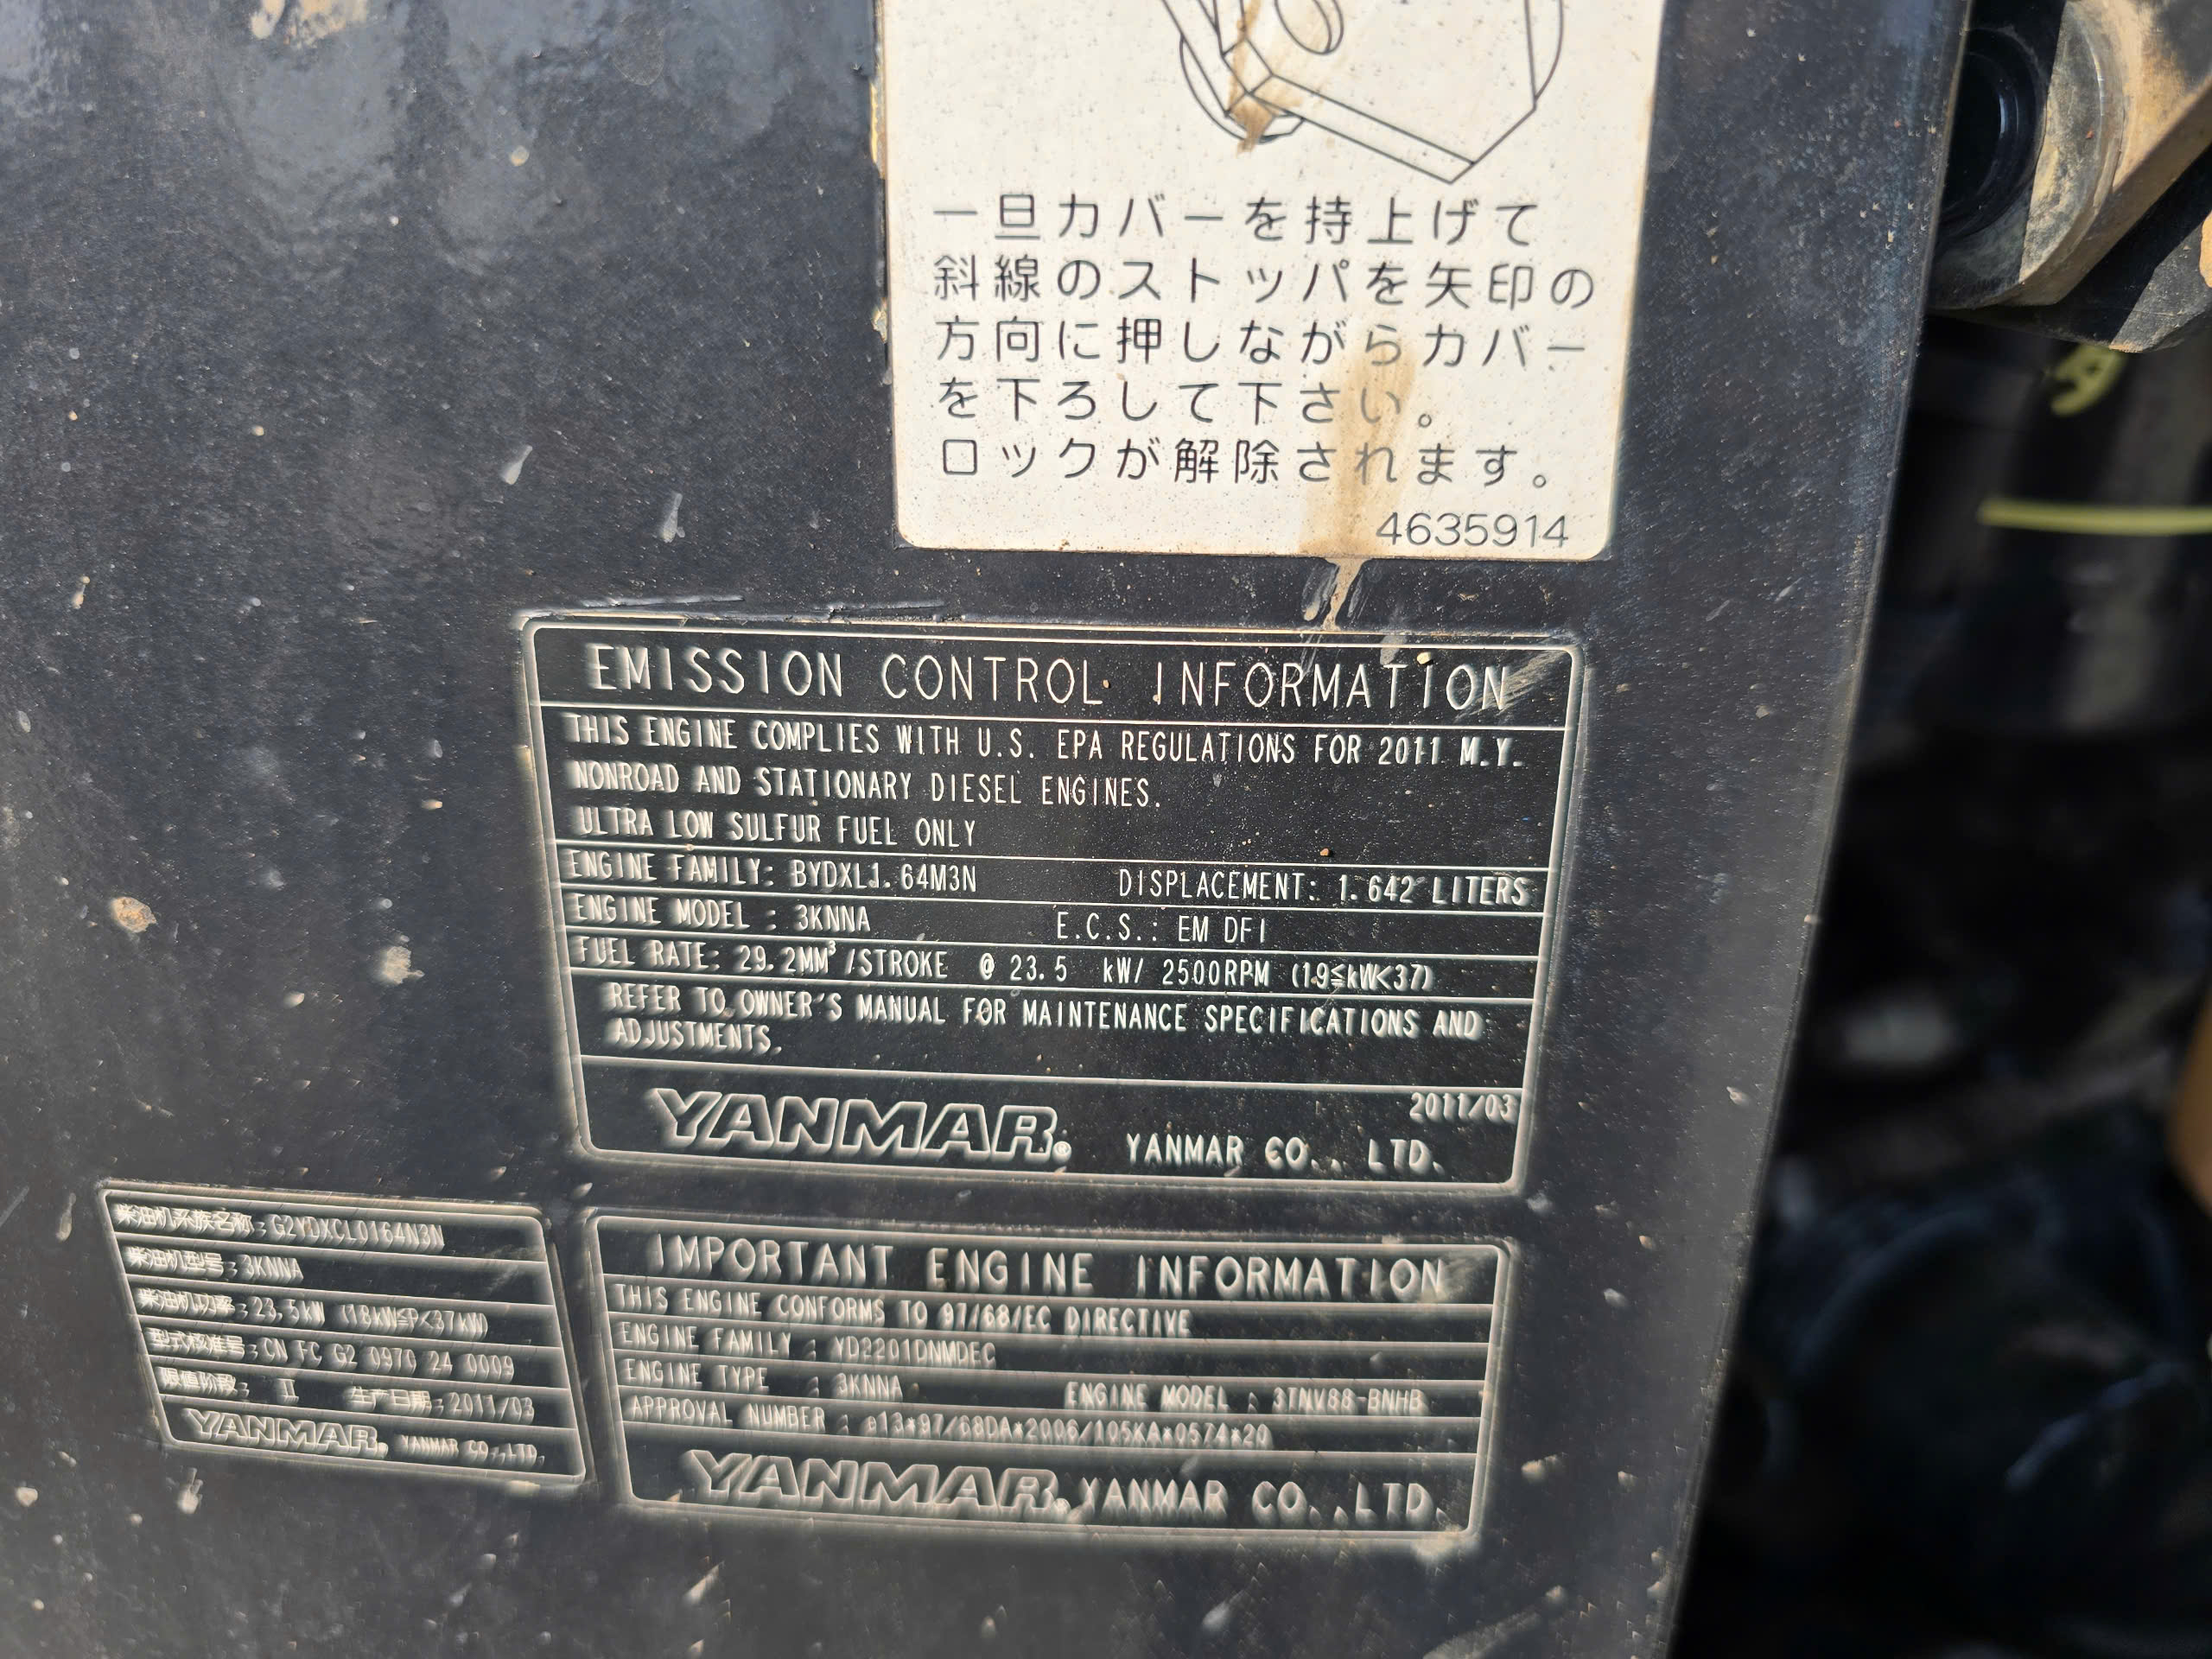 一旦カバーを持上げて
斜線のストッパを矢印の
方向に押しながらカバー
を下ろして下さい。
ロックが解除されます。
4635914
EMISSION CONTROL INFORMATION
THIS ENGINE COMPLIES WITH U.S. EPA REGULATIONS FOR 2011 M.Y.
NONROAD AND STATIONARY DIESEL ENGINES.
ULTRA LOW SULFUR FUEL ONLY
ENGINE FAMILY: BYDXL1.64M3N DISPLACEMENT: 1.642 LITERS
ENGINE MODEL : 3KNNA E.C.S.: EM DFI
FUEL RATE: 29.2MM³/STROKE @ 23.5 kW/ 2500RPM (19≦kW<37)
REFER TO OWNER'S MANUAL FOR MAINTENANCE SPECIFICATIONS AND
ADJUSTMENTS.
2011/03
YANMAR. YANMAR CO., LTD.
柴油机系族名称:G2YDXCL0164N3N
柴油机型号:3KNNA
柴油机功率:23.5kW (18kW≦P<37kW)
型式核准号:CN FC G2 0970 24 0009
限值阶段: II 生产日期:2011/03
YANMAR. YANMAR CO.,LTD.
IMPORTANT ENGINE INFORMATION
THIS ENGINE CONFORMS TO 97/68/EC DIRECTIVE
ENGINE FAMILY : YD2201DNMDEC
ENGINE TYPE : 3KNNA ENGINE MODEL : 3TNV88-BNHB
APPROVAL NUMBER : e13*97/68DA*2006/105KA*0574*20
YANMAR. YANMAR CO.,LTD.